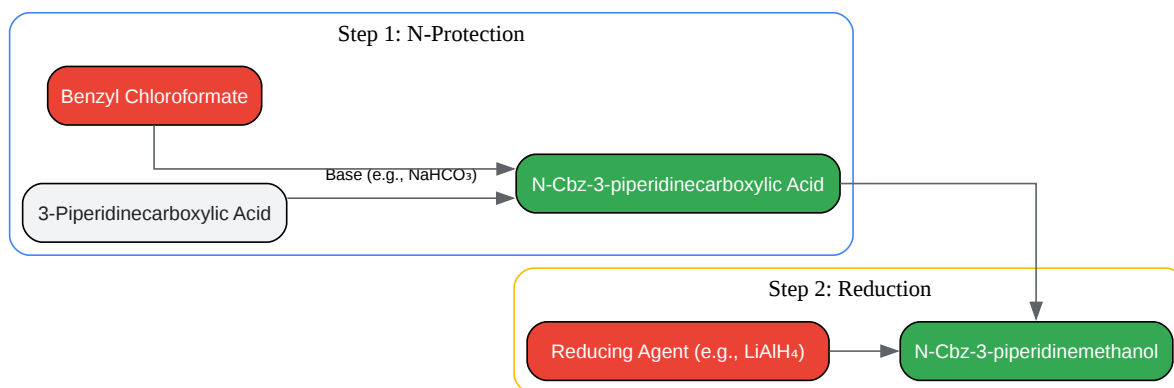 Step 1: N-Protection
Benzyl Chloroformate
Base (e.g., NaHCO₃)
N-Cbz-3-piperidinecarboxylic Acid
3-Piperidinecarboxylic Acid
Step 2: Reduction
Reducing Agent (e.g., LiAlH₄)
N-Cbz-3-piperidinemethanol